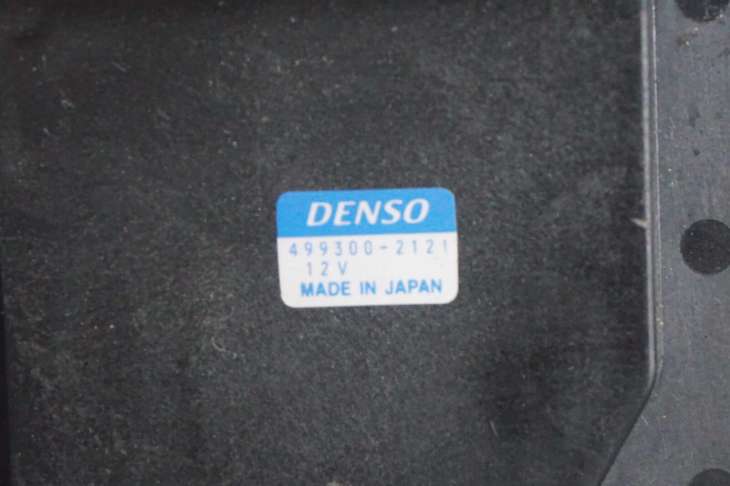 DENSO
499300-2121
12V
MADE IN JAPAN